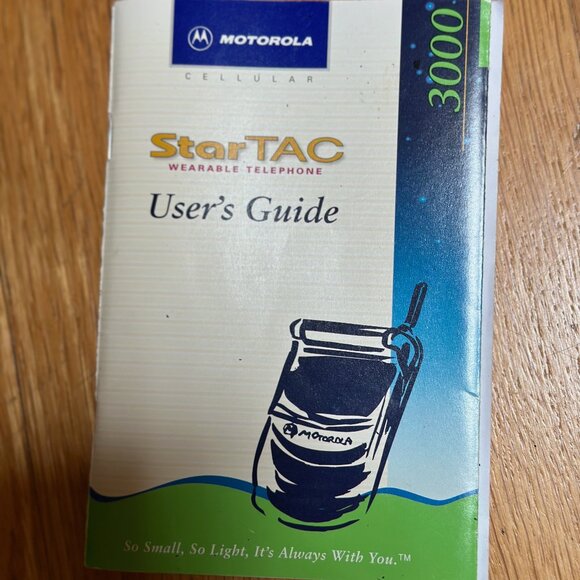 MOTOROLA
CELLULAR
3000
StarTAC
WEARABLE TELEPHONE
User's Guide
MOTOROLA
So Small, So Light, It's Always With You.™